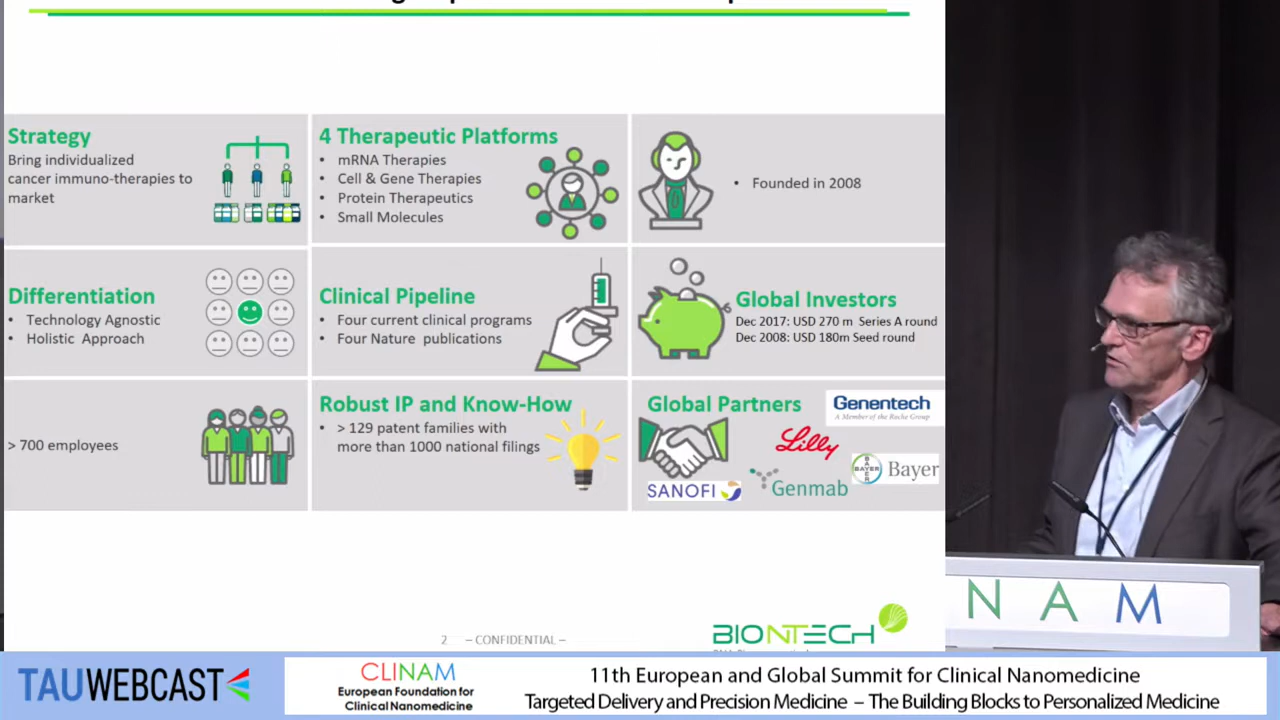 Strategy
Bring individualized
cancer immuno-therapies to
market
4 Therapeutic Platforms
• mRNA Therapies
• Cell & Gene Therapies
• Protein Therapeutics
• Small Molecules
• Founded in 2008
Differentiation
• Technology Agnostic
• Holistic Approach
Clinical Pipeline
• Four current clinical programs
• Four Nature publications
Global Investors
Dec 2017: USD 270 m Series A round
Dec 2008: USD 180m Seed round
> 700 employees
Robust IP and Know-How
• > 129 patent families with
more than 1000 national filings
Global Partners
Genentech
A Member of the Roche Group
Lilly
BAYER
Bayer
SANOFI
Genmab
2 – CONFIDENTIAL –
BIONTECH
N A M
TAUWEBCAST
CLINAM
European Foundation for
Clinical Nanomedicine
11th European and Global Summit for Clinical Nanomedicine
Targeted Delivery and Precision Medicine – The Building Blocks to Personalized Medicine